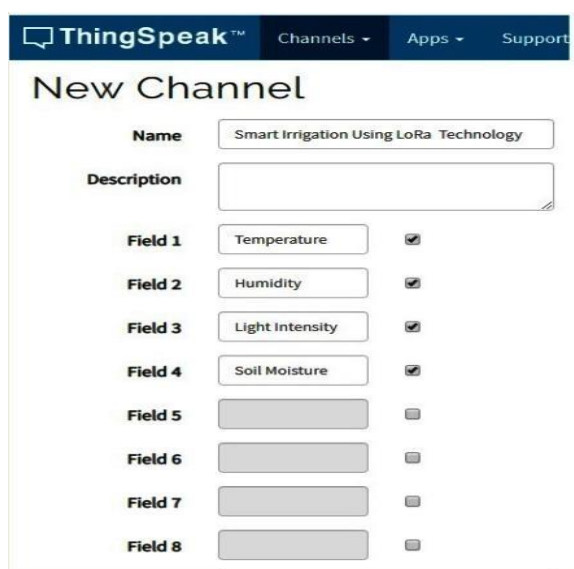 ThingSpeak™ Channels Apps Support
New Channel
Name Smart Irrigation Using LoRa Technology
Description
Field 1 Temperature
Field 2 Humidity
Field 3 Light Intensity
Field 4 Soil Moisture
Field 5
Field 6
Field 7
Field 8